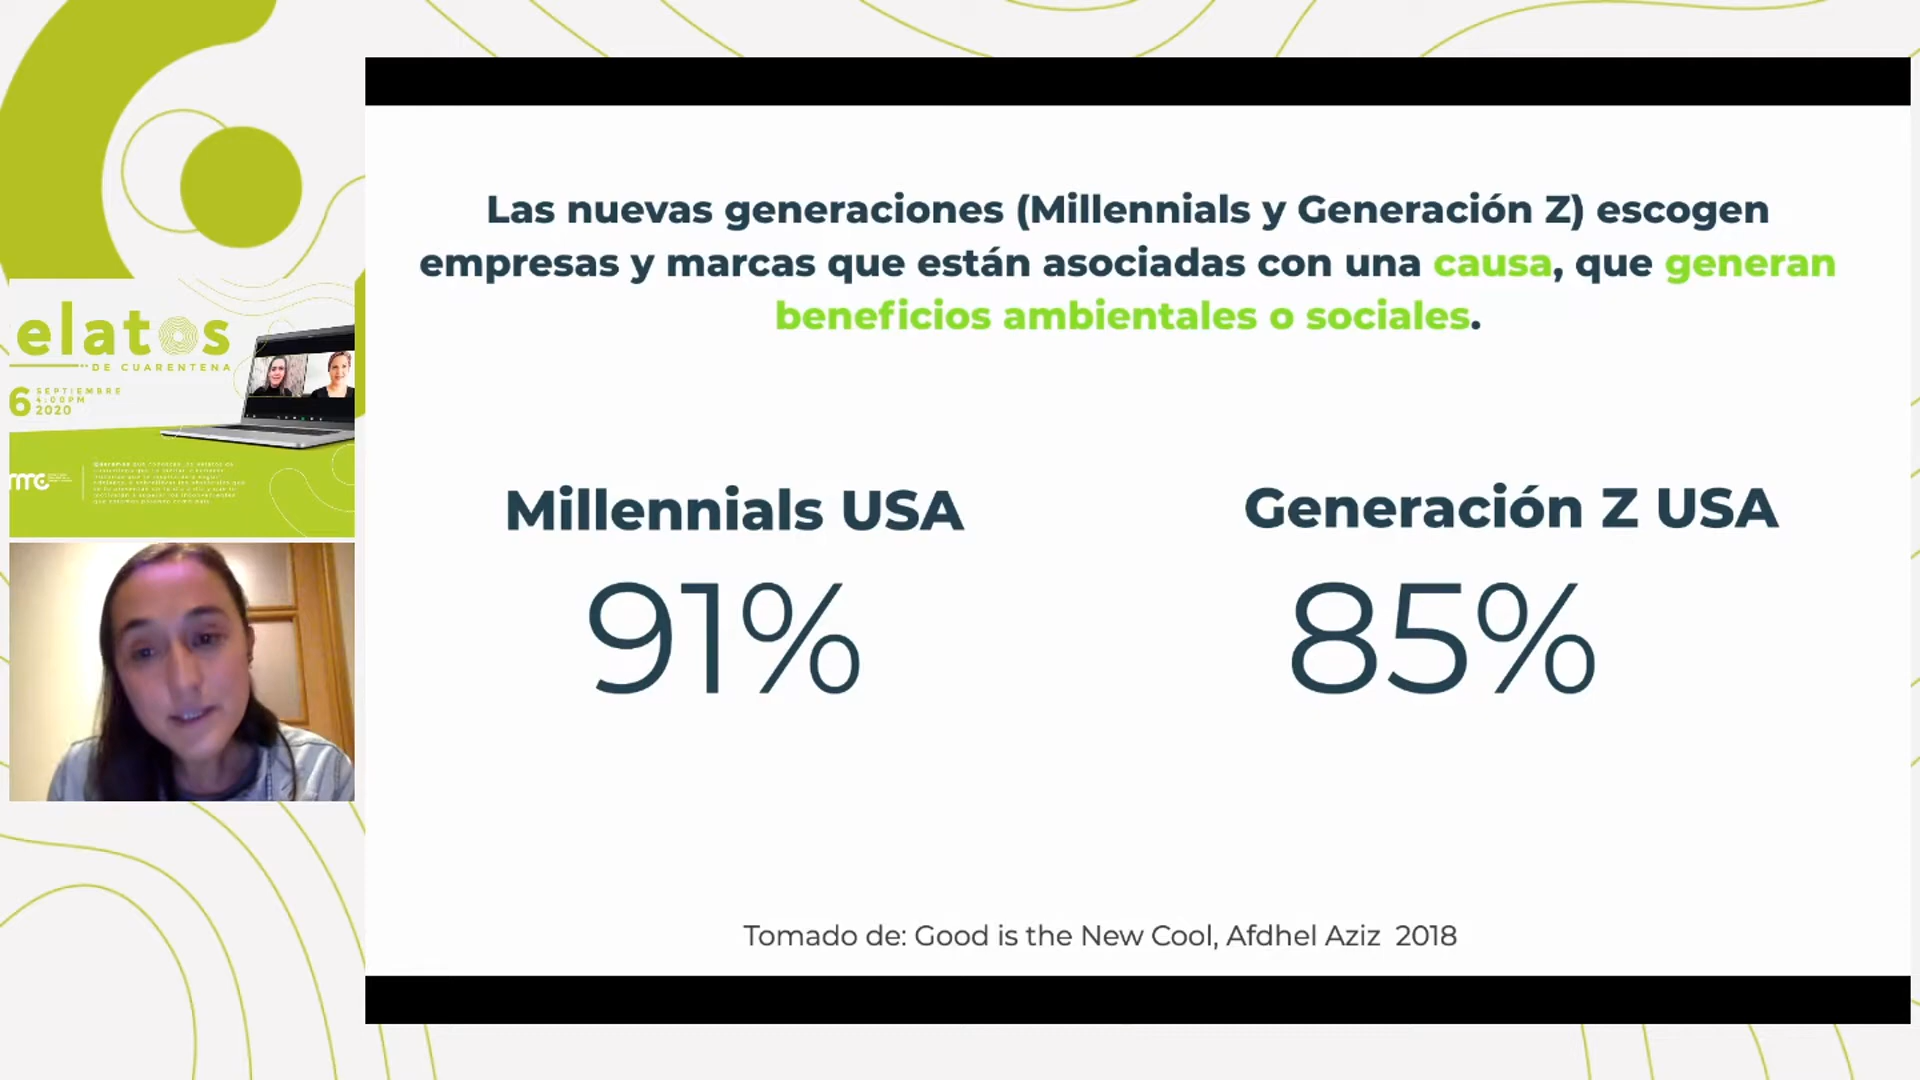 Las nuevas generaciones (Millennials y Generación Z) escogen
empresas y marcas que están asociadas con una causa, que generan
beneficios ambientales o sociales.
Millennials USA
91%
Generación Z USA
85%
Tomado de: Good is the New Cool, Afdhel Aziz 2018
elatos
DE CUARENTENA
6 SEPTIEMBRE
4:00PM
2020